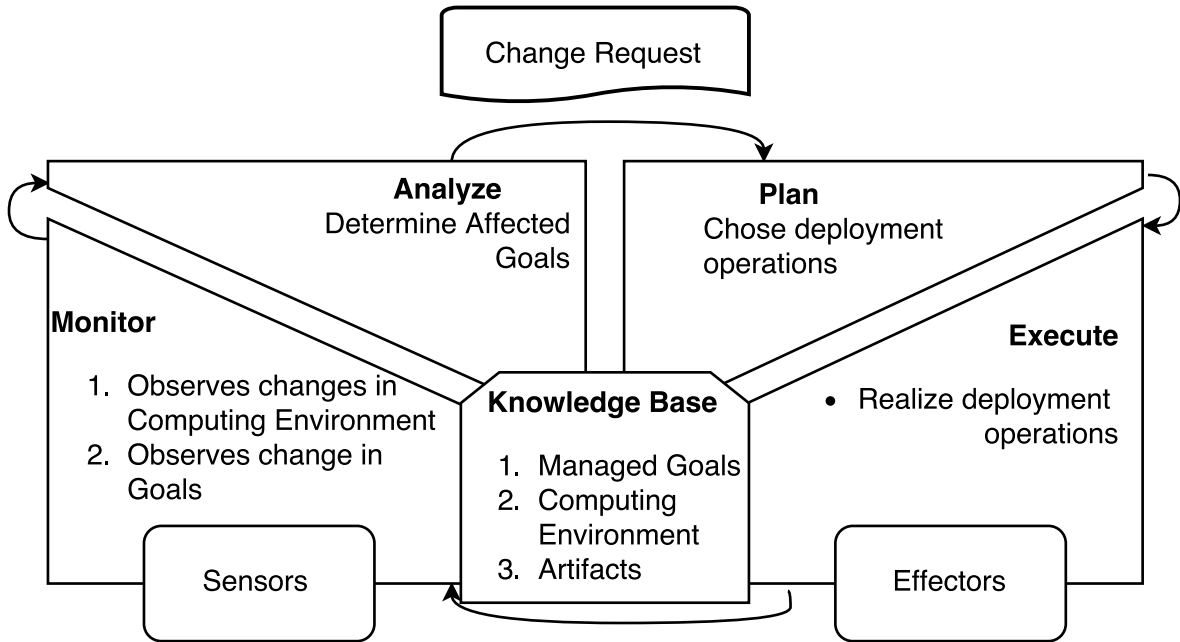 Change Request
Analyze
Determine Affected
Goals
Plan
Chose deployment
operations
Monitor
1. Observes changes in
Computing Environment
2. Observes change in
Goals
Knowledge Base
1. Managed Goals
2. Computing
Environment
3. Artifacts
Execute
• Realize deployment
operations
Sensors
Effectors